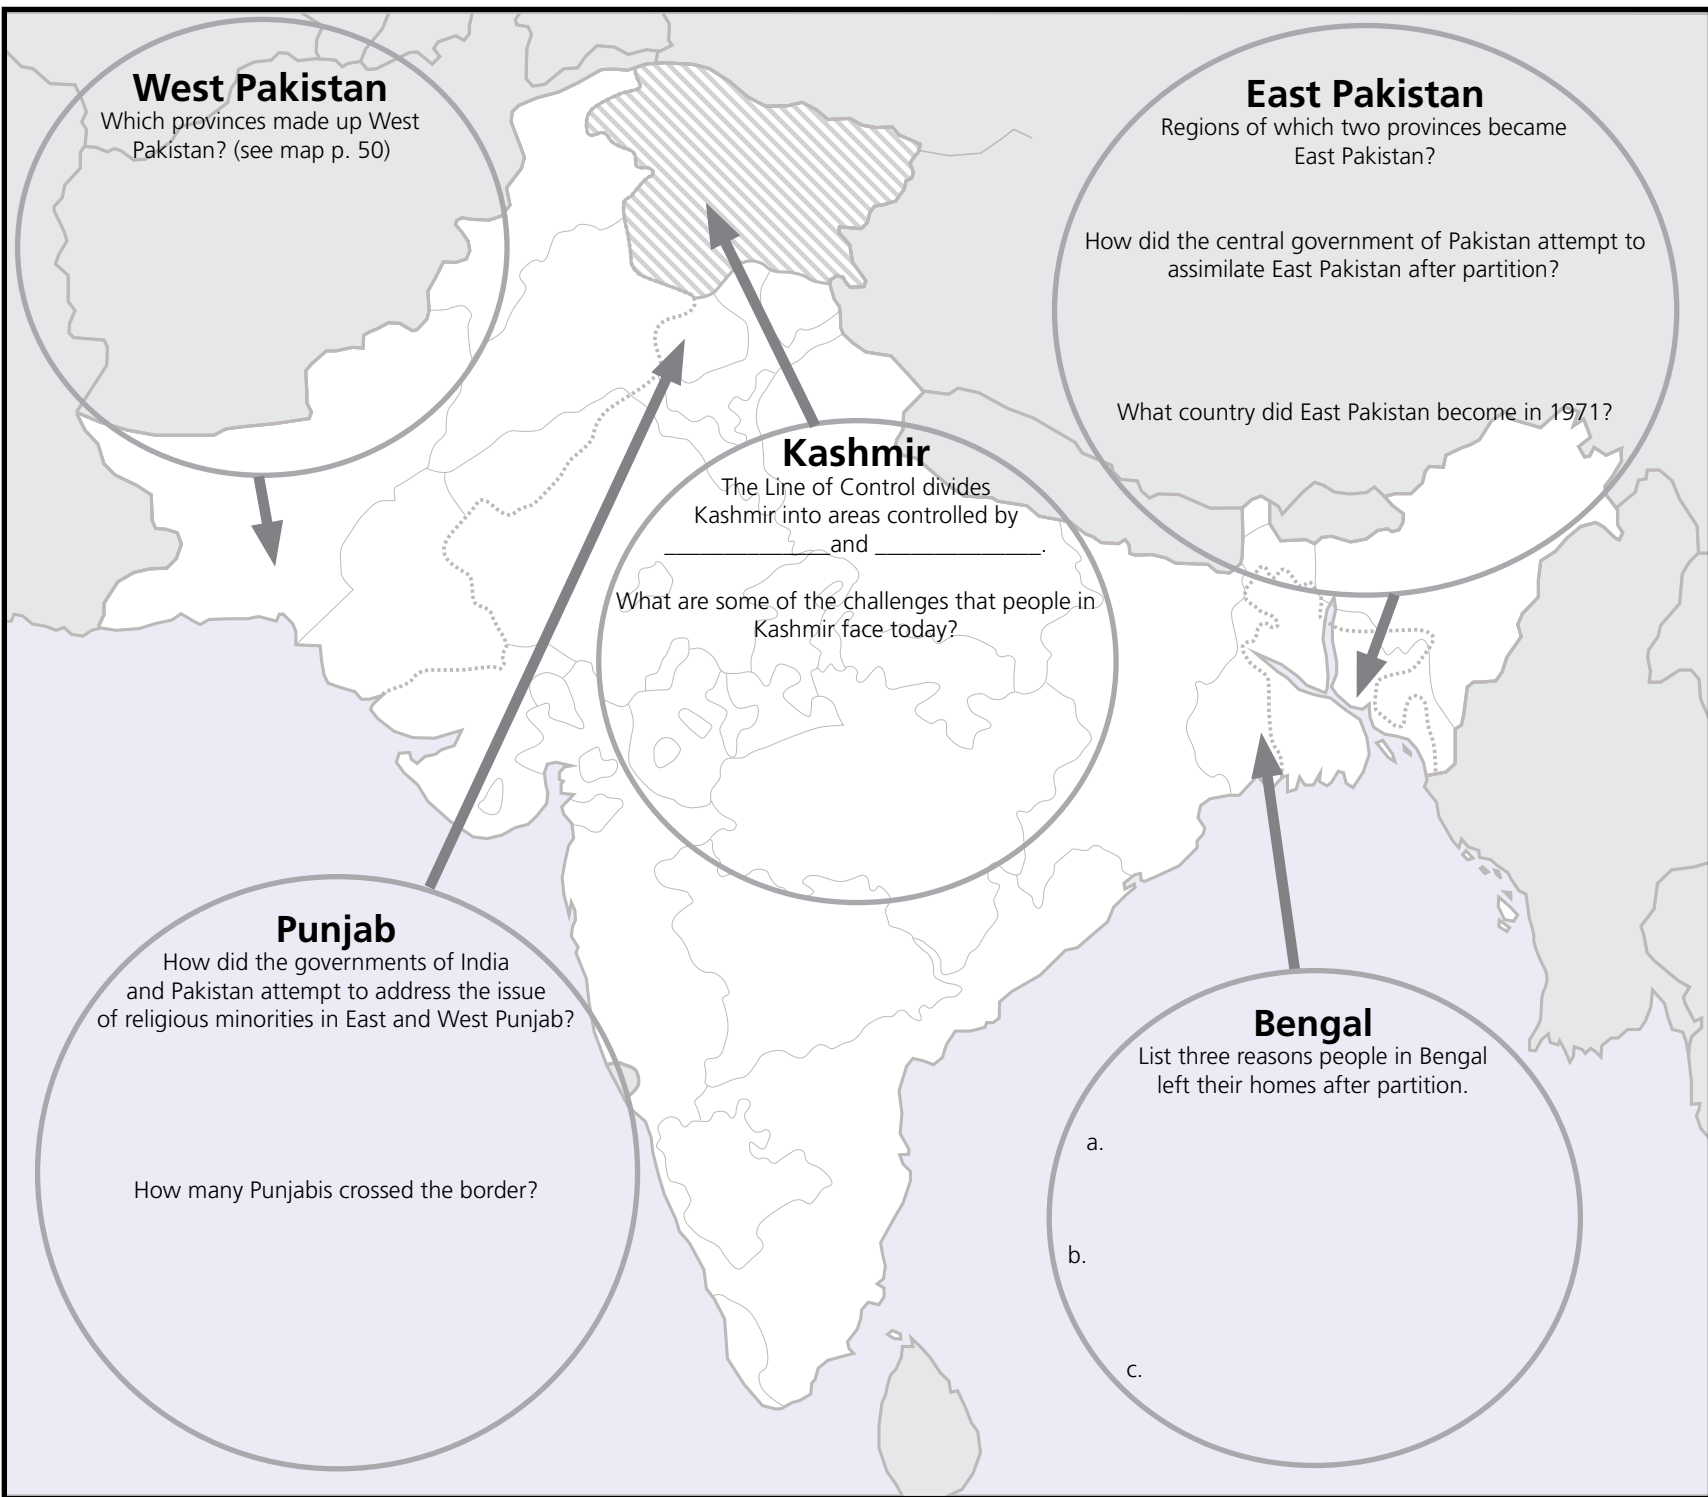 West Pakistan
Which provinces made up West
Pakistan? (see map p. 50)
East Pakistan
Regions of which two provinces became
East Pakistan?
How did the central government of Pakistan attempt to
assimilate East Pakistan after partition?
What country did East Pakistan become in 1971?
Kashmir
The Line of Control divides
Kashmir into areas controlled by
______________and ______________.
What are some of the challenges that people in
Kashmir face today?
Punjab
How did the governments of India
and Pakistan attempt to address the issue
of religious minorities in East and West Punjab?
How many Punjabis crossed the border?
Bengal
List three reasons people in Bengal
left their homes after partition.
a.
b.
c.